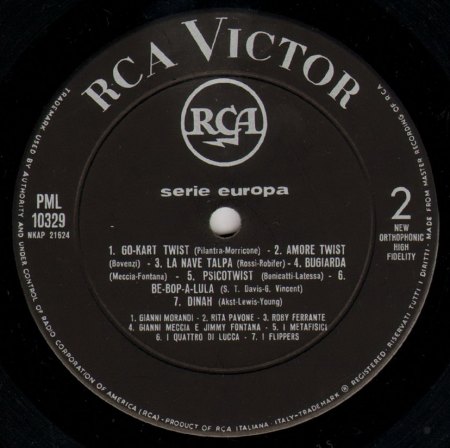 RCA VICTOR
RCA
serie europa
PML
10329
NKAP 21624
2
NEW
ORTHOPHONIC
HIGH
FIDELITY
1. GO-KART TWIST (Pilantra-Morricone) - 2. AMORE TWIST
(Bovenzi) - 3. LA NAVE TALPA (Rossi-Robifer) - 4. BUGIARDA
(Meccia-Fontana) - 5. PSICOTWIST (Bonicatti-Latessa) - 6.
BE-BOP-A-LULA (S. T. Davis-G. Vincent)
7. DINAH (Akst-Lewis-Young)
1. GIANNI MORANDI - 2. RITA PAVONE - 3. ROBY FERRANTE
- 4. GIANNI MECCIA E JIMMY FONTANA - 5. I METAFISICI
- 6. I QUATTRO DI LUCCA - 7. I FLIPPERS
TRADEMARK USED BY AUTHORITY AND UNDER CONTROL OF RADIO CORPORATION OF AMERICA (RCA) - PRODUCT OF RCA ITALIANA, ITALY-TRADEMARK ® REGISTERED. RISERVATI TUTTI I DIRITTI - MADE FROM MASTER RECORDING OF RCA